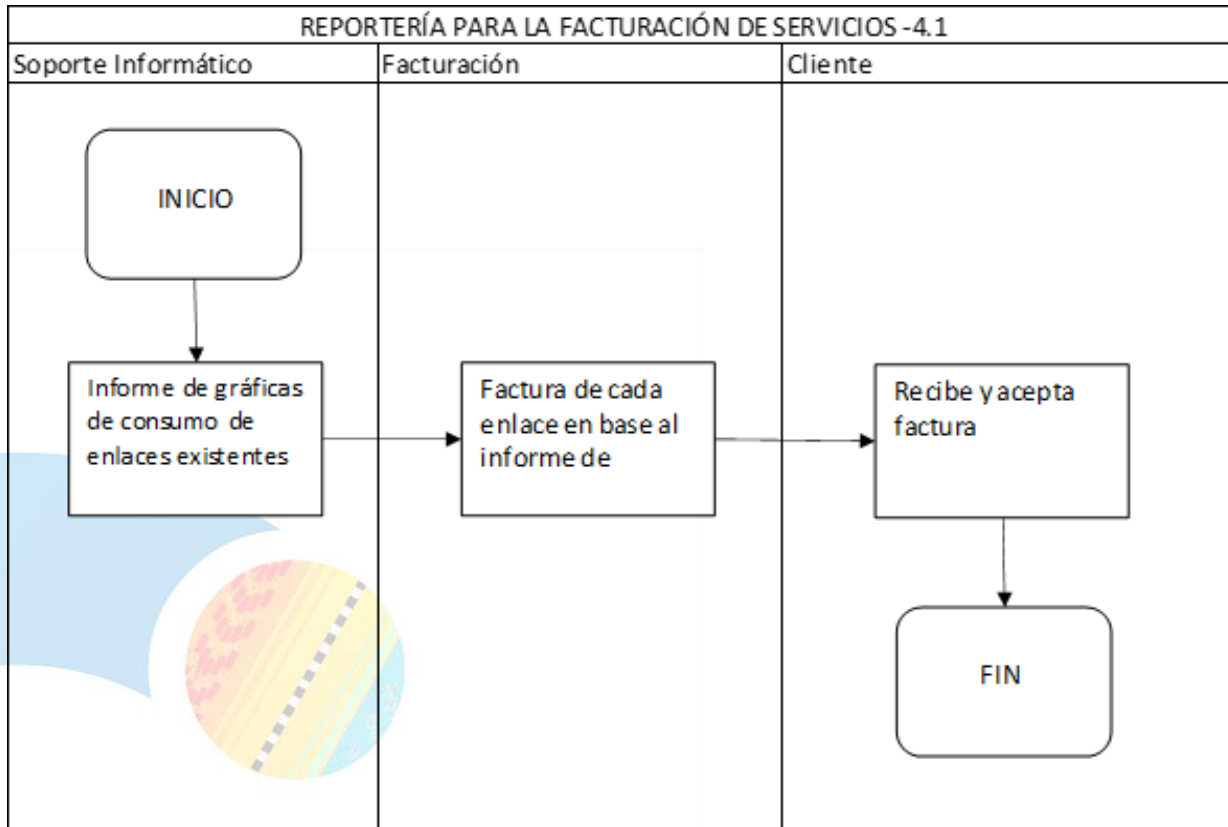 REPORTERÍA PARA LA FACTURACIÓN DE SERVICIOS -4.1
Soporte Informático
Facturación
Cliente
INICIO
Informe de gráficas
de consumo de
enlaces existentes
Factura de cada
enlace en base al
informe de
Recibe y acepta
factura
FIN